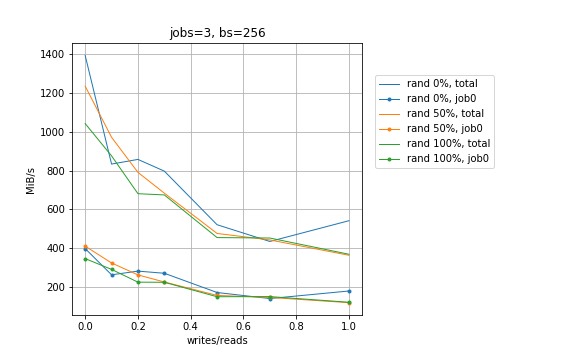 jobs=3, bs=256
MiB/s
1400
1200
1000
800
600
400
200
0.0 0.2 0.4 0.6 0.8 1.0
writes/reads
rand 0%, total
rand 0%, job0
rand 50%, total
rand 50%, job0
rand 100%, total
rand 100%, job0